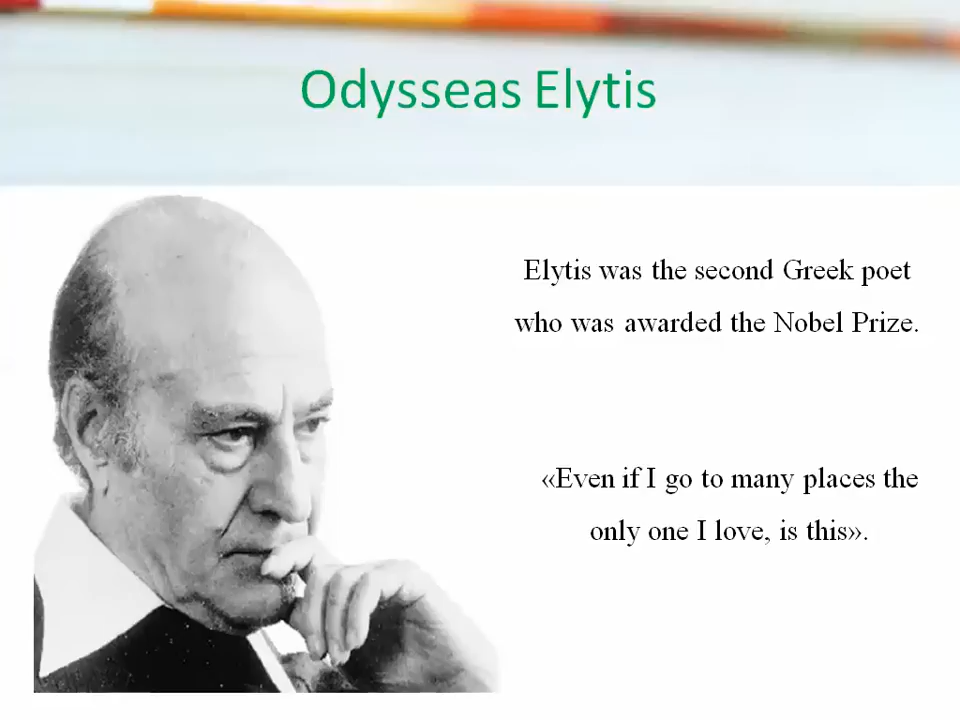 Odysseas Elytis
Elytis was the second Greek poet
who was awarded the Nobel Prize.
«Even if I go to many places the
only one I love, is this».